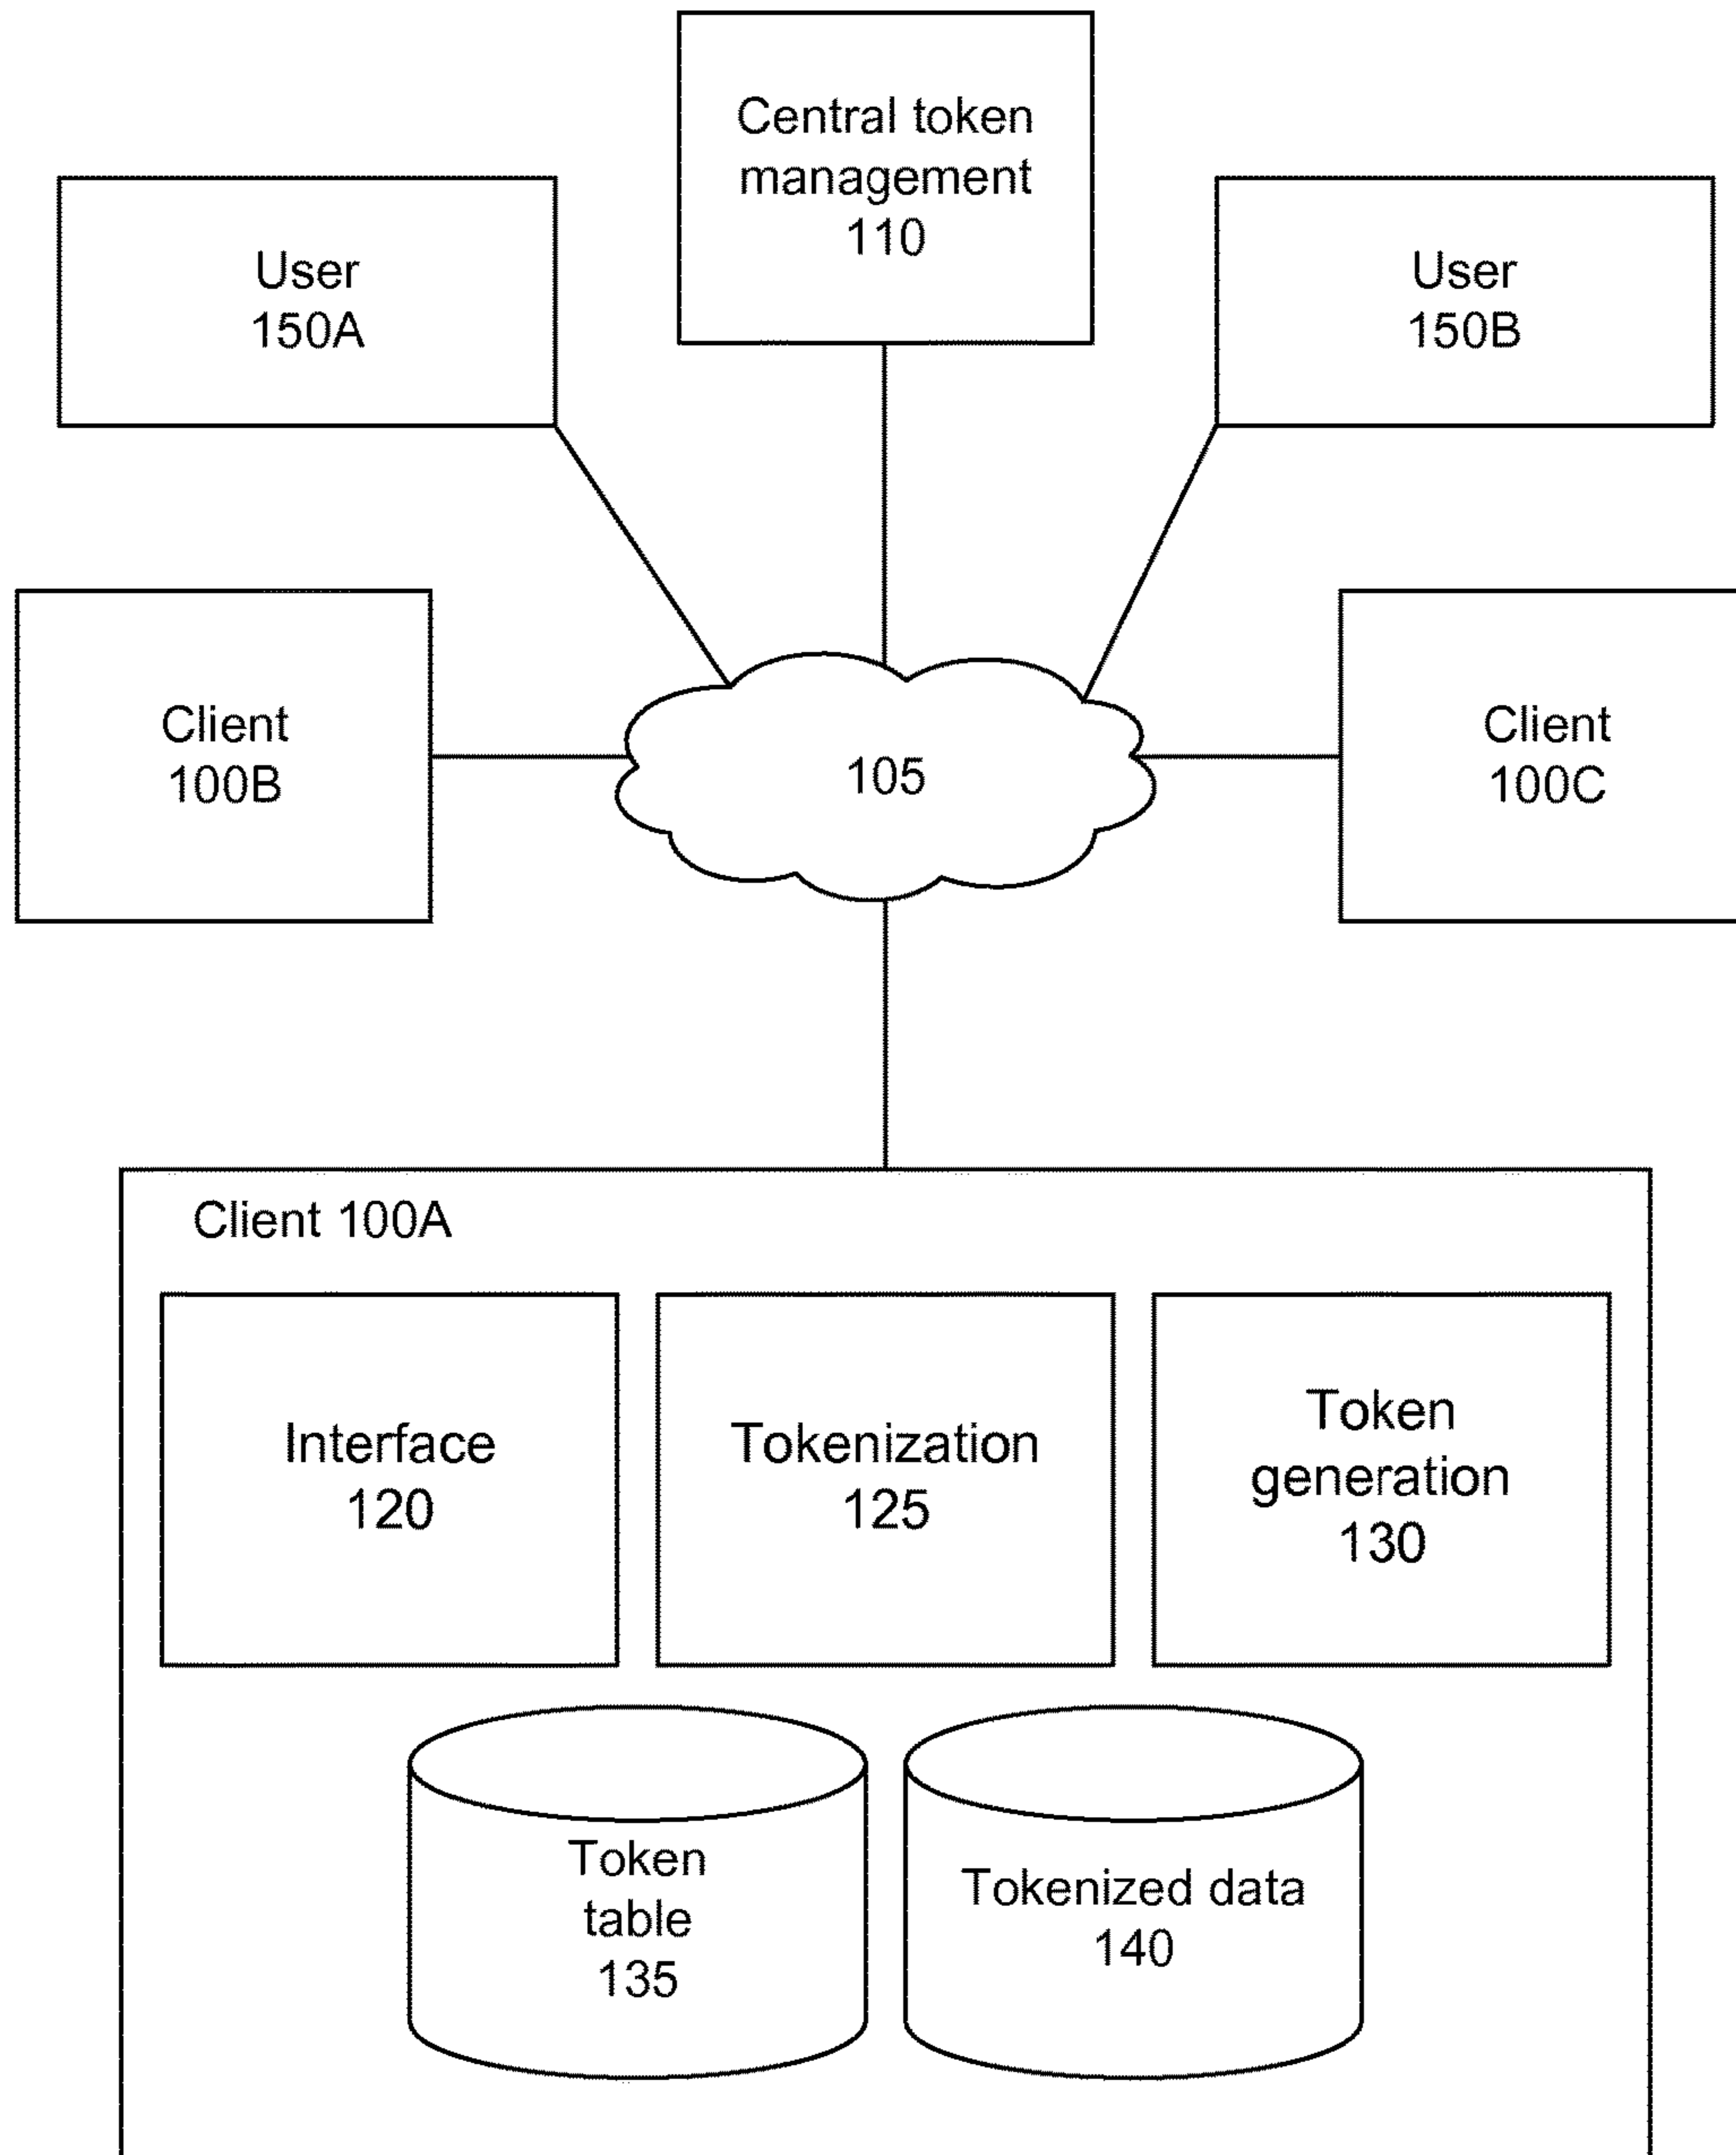 Central token
management
110
User
150A
User
150B
Client
100B
105
Client
100C
Client 100A
Interface
120
Tokenization
125
Token
generation
130
Token
table
135
Tokenized data
140